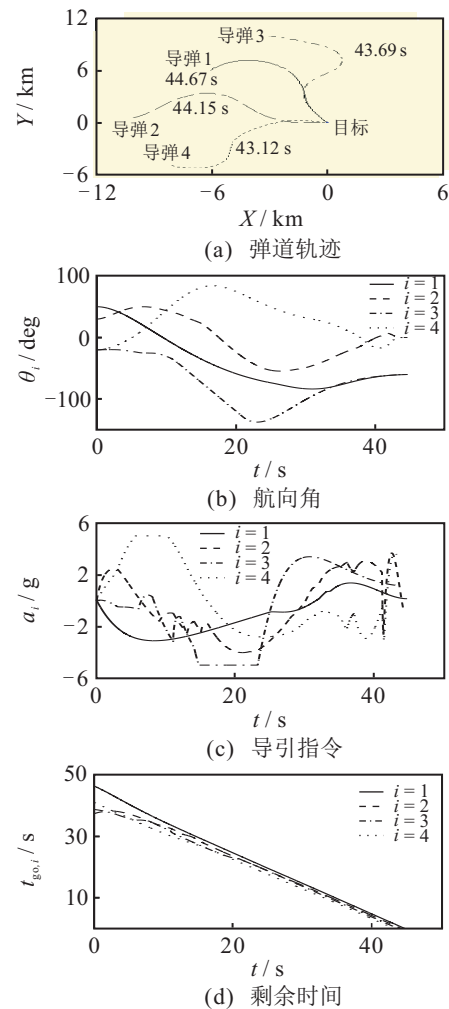 12
导弹3
43.69 s
导弹1
6
44.67 s
Y / km
44.15 s
0
导弹2
目标
导弹4
43.12 s
−6
−12
−6
0
6
X / km
(a) 弹道轨迹
100
i = 1
i = 2
i = 3
i = 4
θi / deg
0
−100
0
20
40
t / s
(b) 航向角
6
i = 1
i = 2
i = 3
i = 4
2
ai / g
−2
−6
0
20
40
t / s
(c) 导引指令
50
i = 1
i = 2
i = 3
i = 4
30
tgo,i / s
10
0
20
40
t / s
(d) 剩余时间